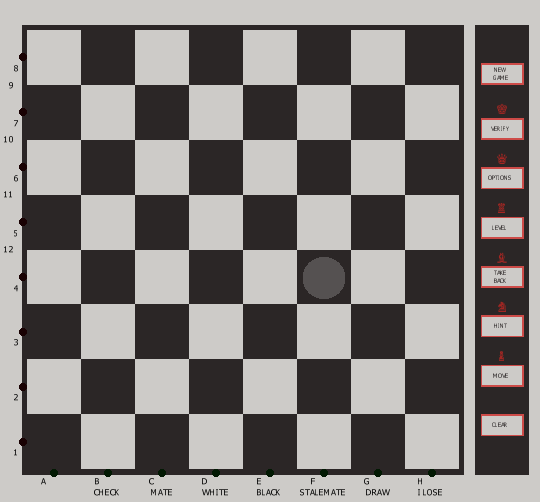 8
9
7
10
6
11
5
12
4
3
2
1
A B C D E F G H I LOSE
CHECK MATE WHITE BLACK STALEMATE DRAW
NEW
GAME
VERIFY
OPTIONS
LEVEL
TAKE
BACK
HINT
MOVE
CLEAR